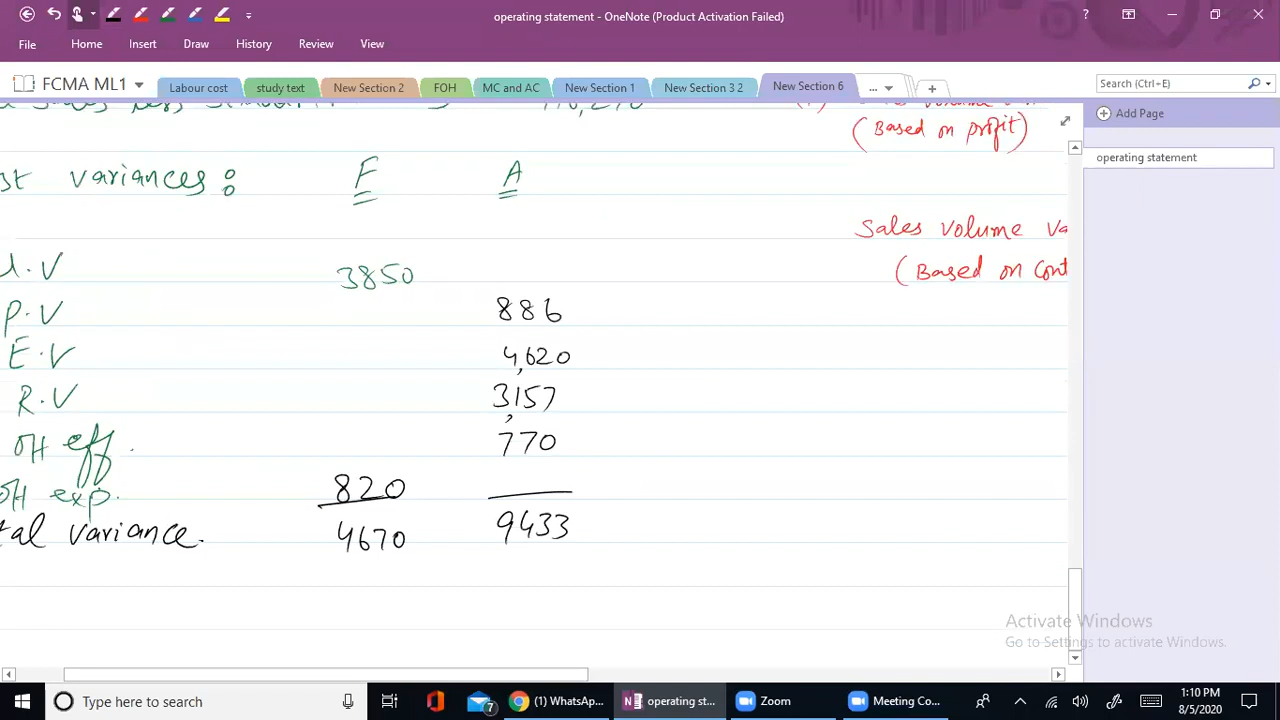 operating statement - OneNote (Product Activation Failed)
File Home Insert Draw History Review View
FCMA ML1 Labour cost study text New Section 2 FOH MC and AC New Section 1 New Section 3 2 New Section 6 ...
Search (Ctrl+E)
Add Page
operating statement
(Based on profit)
st variances : F A
Sales volume va
(Based on cont
.V 3850
P.V 886
E.V 4,620
R.V 3,157
OH eff. 770
OH exp. 820
tal variance. 4670 9433
Activate Windows
Go to Settings to activate Windows.
Type here to search
7
(1) WhatsApp...
operating st...
Zoom
Meeting Co...
1:10 PM
8/5/2020